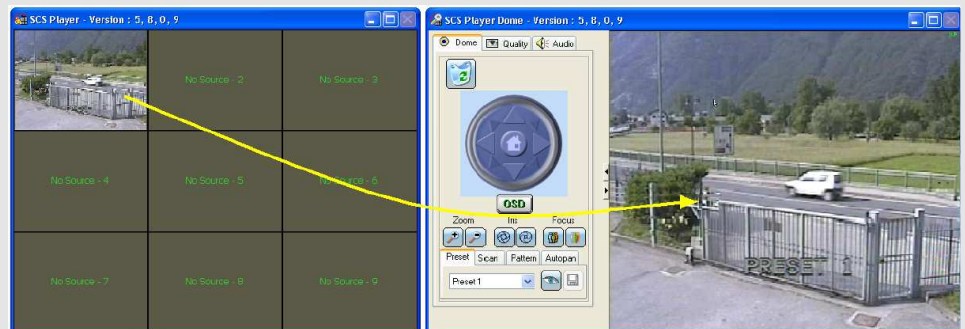 SCS Player - Version : 5, 8, 0, 9
No Source - 2
No Source - 3
No Source - 4
No Source - 5
No Source - 6
No Source - 7
No Source - 8
No Source - 9
SCS Player Dome - Version : 5, 8, 0, 9
Dome Quality Audio
OSD
Zoom Iris Focus
Preset Scan Pattern Autopan
Preset 1
PRESET 1